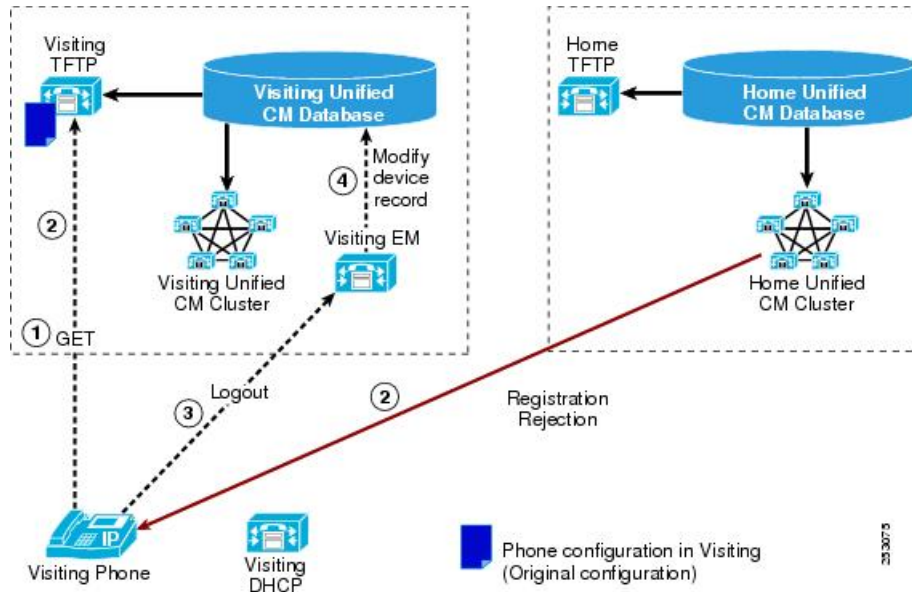 Visiting
TFTP
Visiting Unified
CM Database
Home
TFTP
Home Unified
CM Database
4
Modify
device
record
2
Visiting EM
Visiting Unified
CM Cluster
Home Unified
CM Cluster
1
GET
Logout
3
2
Registration
Rejection
IP
Visiting Phone
Visiting
DHCP
Phone configuration in Visiting
(Original configuration)
353075